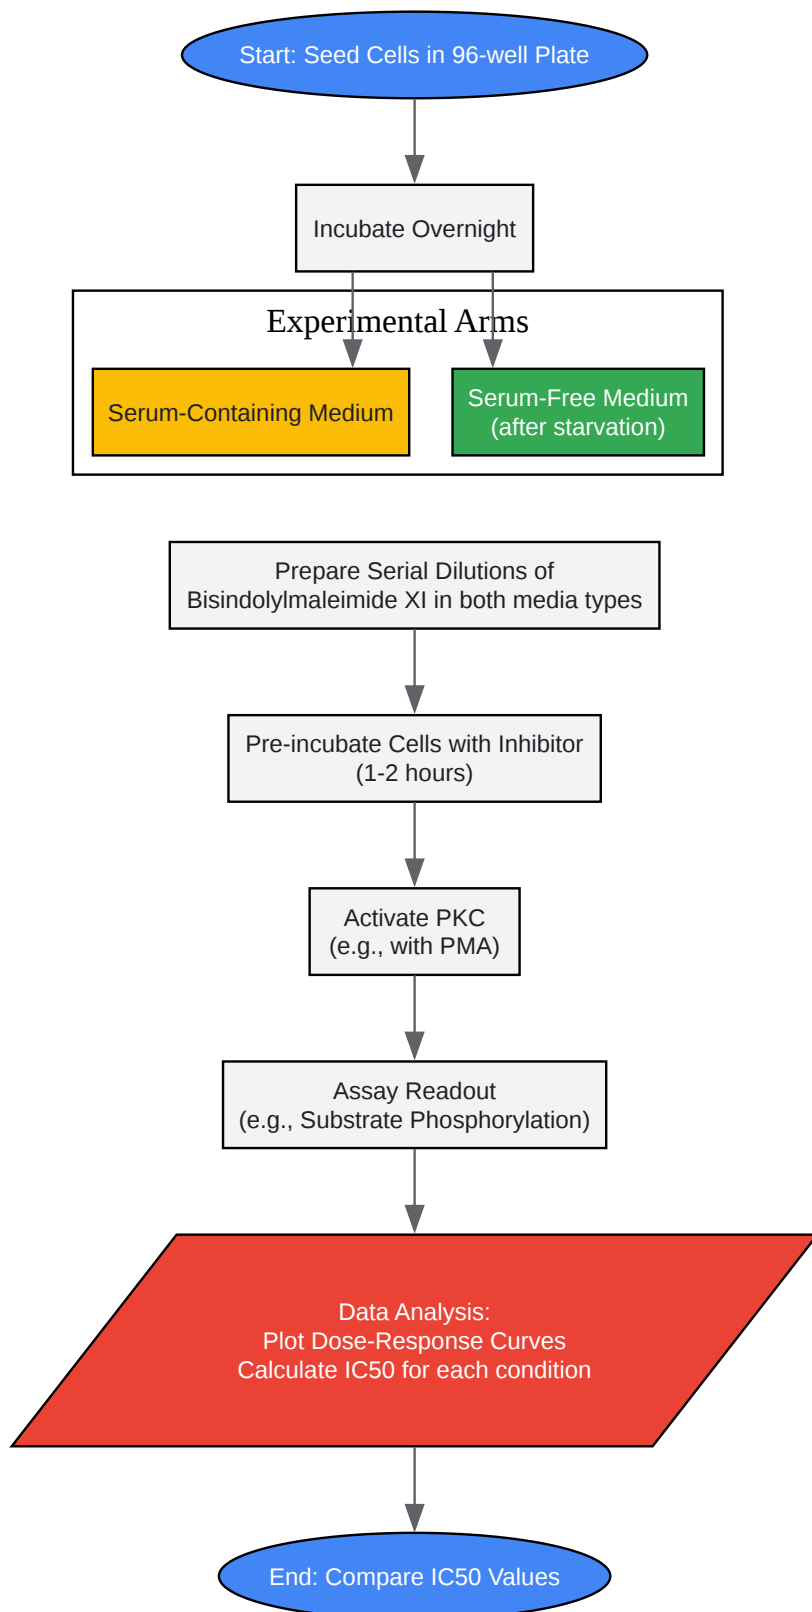 Start: Seed Cells in 96-well Plate
Incubate Overnight
Experimental Arms
Serum-Containing Medium
Serum-Free Medium
(after starvation)
Prepare Serial Dilutions of
Bisindolylmaleimide XI in both media types
Pre-incubate Cells with Inhibitor
(1-2 hours)
Activate PKC
(e.g., with PMA)
Assay Readout
(e.g., Substrate Phosphorylation)
Data Analysis:
Plot Dose-Response Curves
Calculate IC50 for each condition
End: Compare IC50 Values